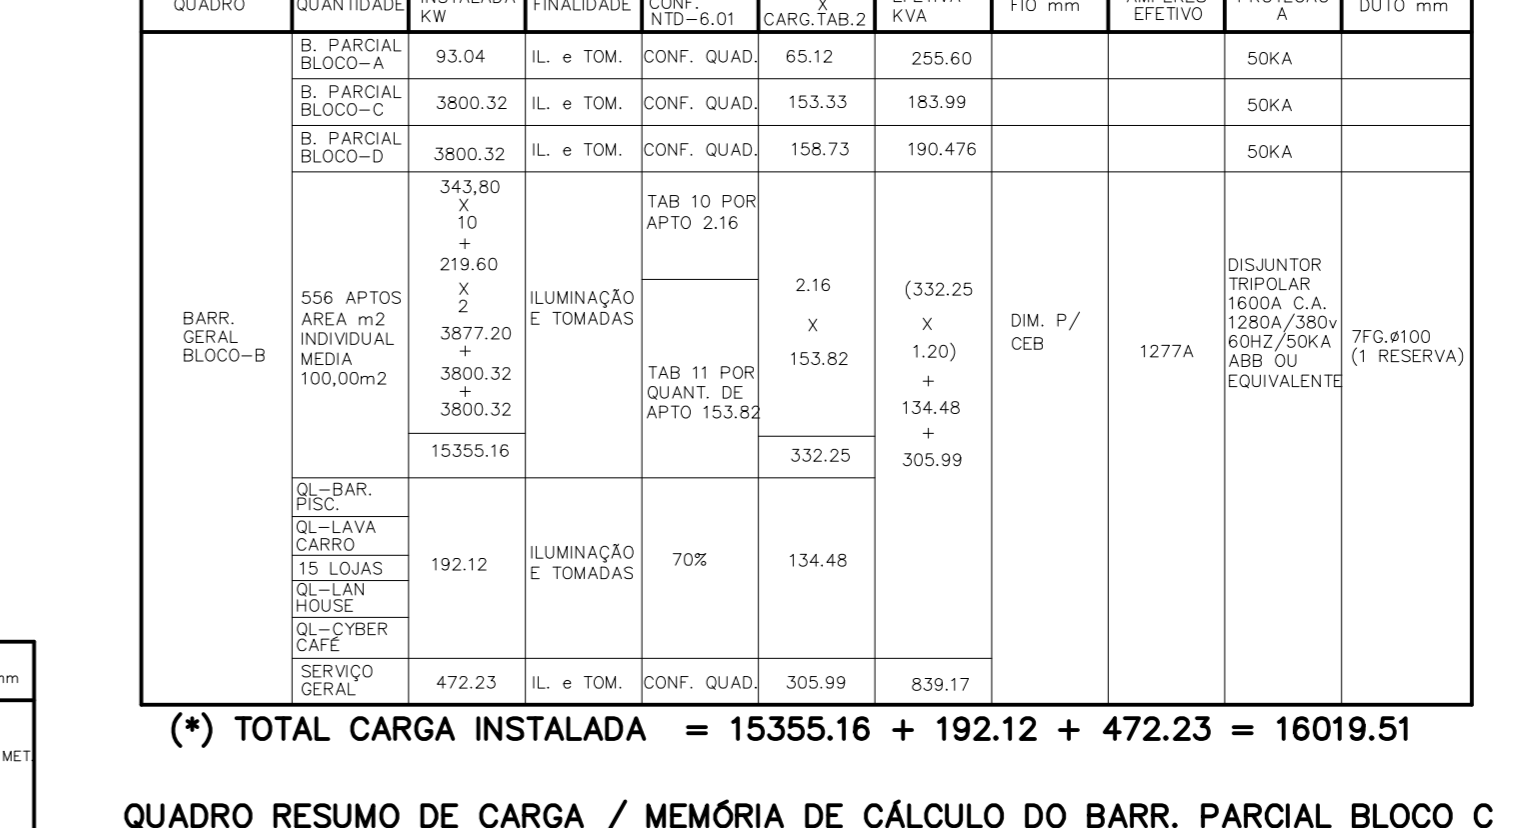 QUADRO
QUANTIDADE
INSTALADA
KW
FINALIDADE
CONF.
NTD-6.01
X
CARG.TAB.2
KVA
FIO mm
AMPERES
EFETIVO
A
DUTO mm
B. PARCIAL
BLOCO-A
93.04
IL. e TOM.
CONF. QUAD.
65.12
255.60
50KA
B. PARCIAL
BLOCO-C
3800.32
IL. e TOM.
CONF. QUAD.
153.33
183.99
50KA
B. PARCIAL
BLOCO-D
3800.32
IL. e TOM.
CONF. QUAD.
158.73
190.476
50KA
BARR.
GERAL
BLOCO-B
556 APTOS
AREA m2
INDIVIDUAL
MEDIA
100,00m2
343,80
X
10
+
219.60
X
2
3877.20
+
3800.32
+
3800.32
15355.16
ILUMINAÇÃO
E TOMADAS
TAB 10 POR
APTO 2.16
TAB 11 POR
QUANT. DE
APTO 153.82
2.16
X
153.82
332.25
(332.25
X
1.20)
+
134.48
+
305.99
DIM. P/
CEB
1277A
DISJUNTOR
TRIPOLAR
1600A C.A.
1280A/380v
60HZ/50KA
ABB OU
EQUIVALENTE
7FG.ø100
(1 RESERVA)
QL-BAR.
PISC.
QL-LAVA
CARRO
15 LOJAS
QL-LAN
HOUSE
QL-CYBER
CAFÉ
192.12
ILUMINAÇÃO
E TOMADAS
70%
134.48
SERVIÇO
GERAL
472.23
IL. e TOM.
CONF. QUAD.
305.99
839.17
mm
MET.
(*) TOTAL CARGA INSTALADA = 15355.16 + 192.12 + 472.23 = 16019.51
QUADRO RESUMO DE CARGA / MEMÓRIA DE CÁLCULO DO BARR. PARCIAL BLOCO C